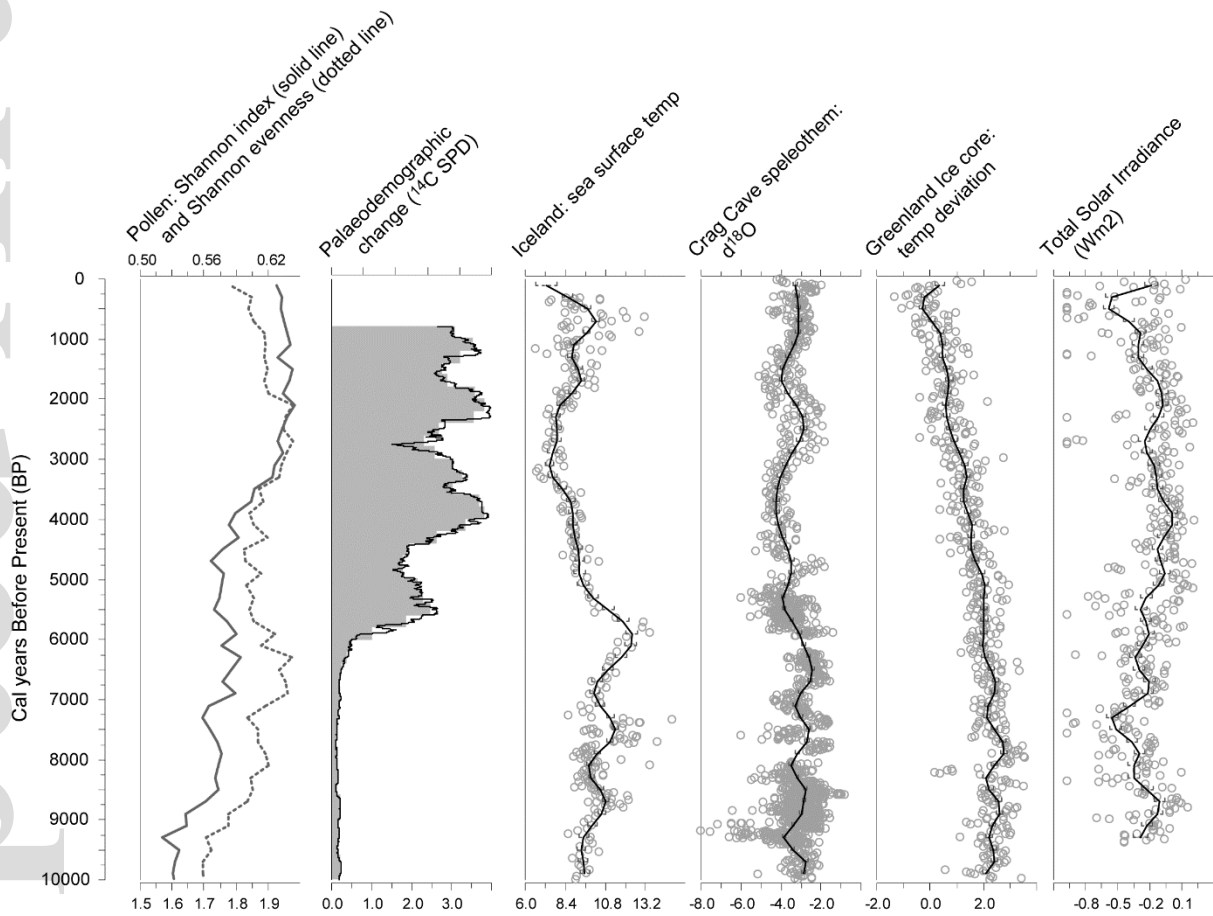 Pollen: Shannon index (solid line)
and Shannon evenness (dotted line)
Palaeodemographic
change (¹⁴C SPD)
Iceland: sea surface temp
Crag Cave speleothem:
d¹⁸O
Greenland Ice core:
temp deviation
Total Solar Irradiance
(Wm2)
0.50 0.56 0.62
Cal years Before Present (BP)
0
1000
2000
3000
4000
5000
6000
7000
8000
9000
10000
1.5 1.6 1.7 1.8 1.9 0.0 1.0 2.0 3.0 6.0 8.4 10.8 13.2 -8.0 -6.0 -4.0 -2.0 -2.0 0.0 2.0 -0.8 -0.5 -0.2 0.1